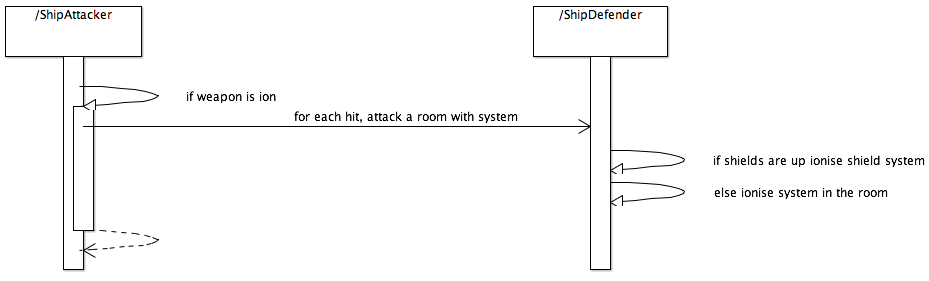 /ShipAttacker
/ShipDefender
if weapon is ion
for each hit, attack a room with system
if shields are up ionise shield system
else ionise system in the room